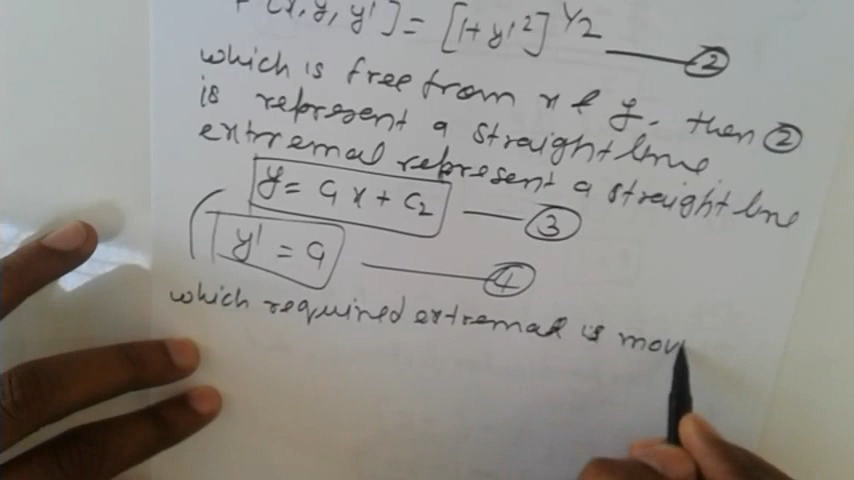 F(x, y, y') = [1+y'²]^1/2 —— ②
which is free from x & y. then ②
is represent a straight line
extremal represent a straight line
y = c₁ x + c₂ —— ③
y' = c₁ —— ④
which required extremal is mov